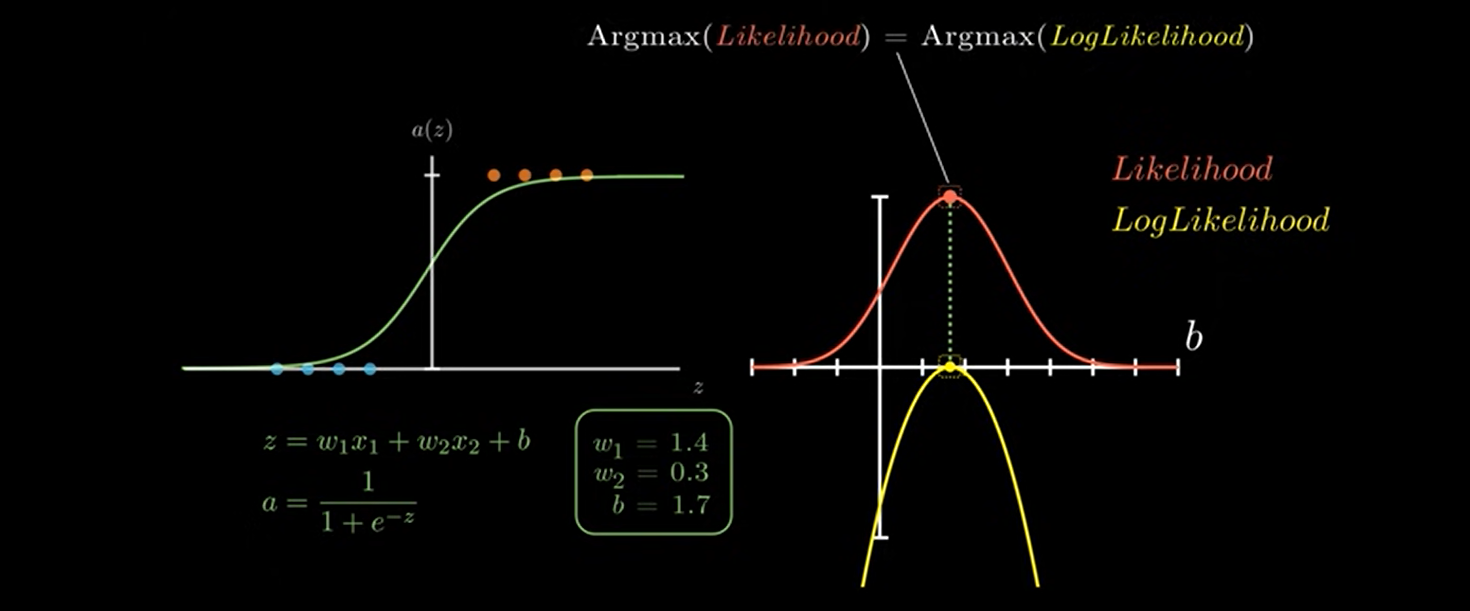 Argmax(Likelihood) = Argmax(LogLikelihood)
a(z)
Likelihood
LogLikelihood
b
z
z = w₁x₁ + w₂x₂ + b
a = 1 / (1 + e⁻ᶻ)
w₁ = 1.4
w₂ = 0.3
b = 1.7